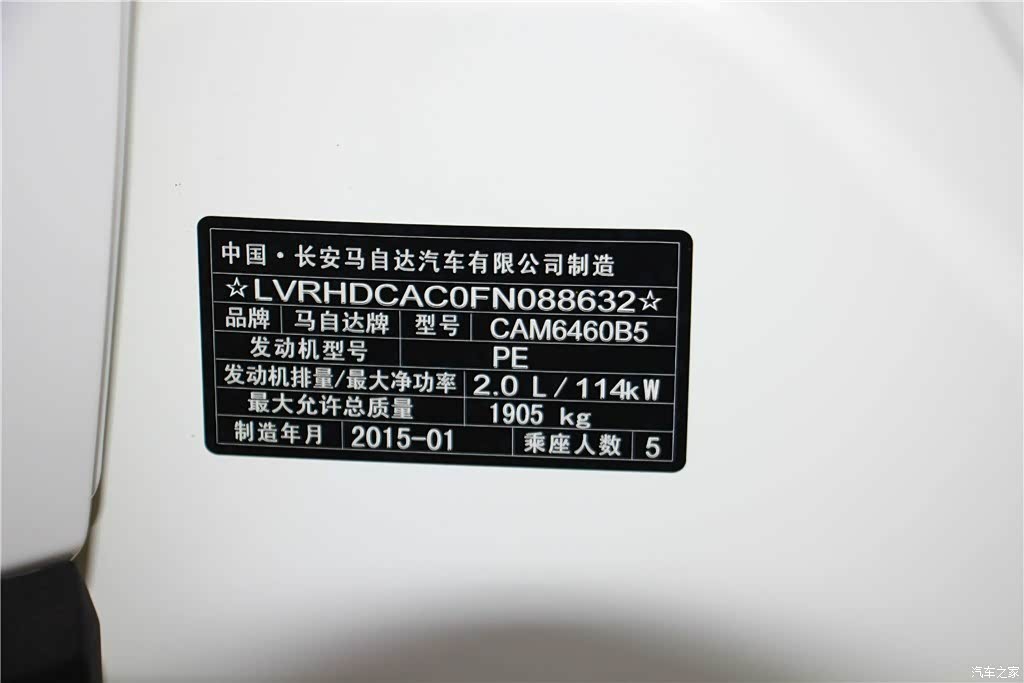 中国·长安马自达汽车有限公司制造
☆LVRHDCAC0FN088632☆
品牌 马自达牌 型号 CAM6460B5
发动机型号 PE
发动机排量/最大净功率 2.0 L/114kW
最大允许总质量 1905 kg
制造年月 2015-01 乘座人数 5
汽车之家